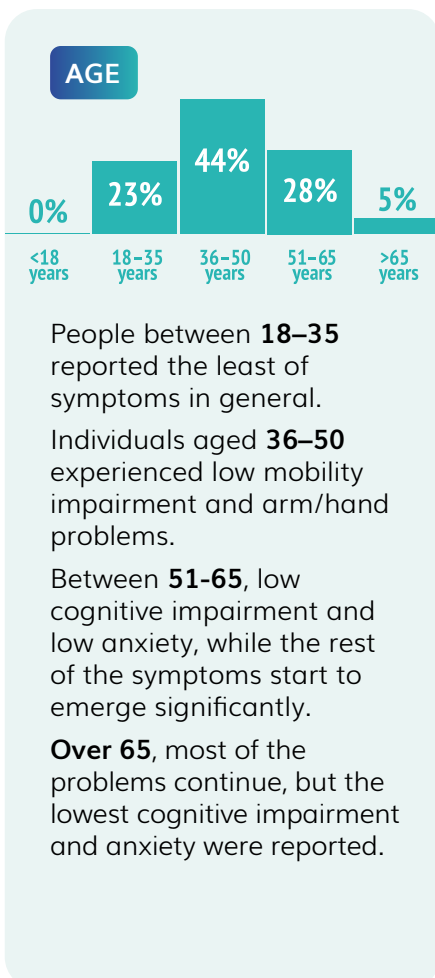 AGE
0%
23%
44%
28%
5%
<18
years
18–35
years
36–50
years
51–65
years
>65
years
People between 18–35
reported the least of
symptoms in general.
Individuals aged 36–50
experienced low mobility
impairment and arm/hand
problems.
Between 51-65, low
cognitive impairment and
low anxiety, while the rest
of the symptoms start to
emerge significantly.
Over 65, most of the
problems continue, but the
lowest cognitive impairment
and anxiety were reported.